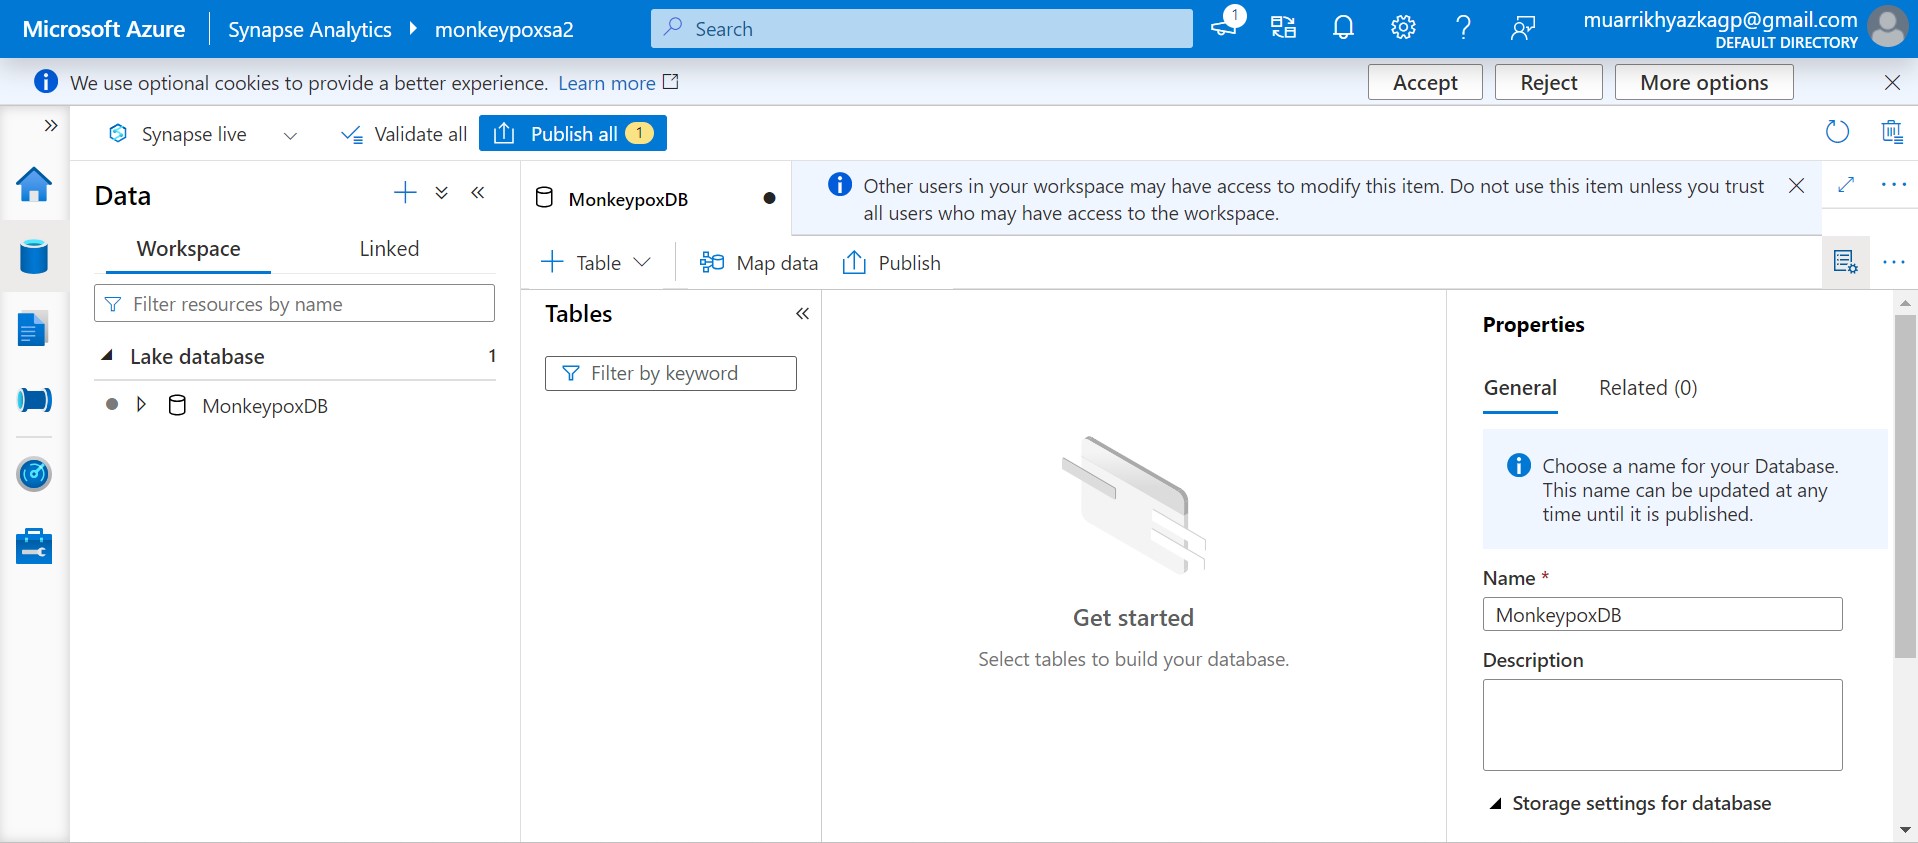 Microsoft Azure
Synapse Analytics
monkeypoxsa2
Search
1
muarrikhyazkagp@gmail.com
DEFAULT DIRECTORY
We use optional cookies to provide a better experience. Learn more
Accept
Reject
More options
Synapse live
Validate all
Publish all 1
Data
Workspace
Linked
Filter resources by name
Lake database 1
MonkeypoxDB
MonkeypoxDB
Other users in your workspace may have access to modify this item. Do not use this item unless you trust
all users who may have access to the workspace.
Table
Map data
Publish
Tables
Filter by keyword
Get started
Select tables to build your database.
Properties
General
Related (0)
Choose a name for your Database.
This name can be updated at any
time until it is published.
Name *
MonkeypoxDB
Description
Storage settings for database